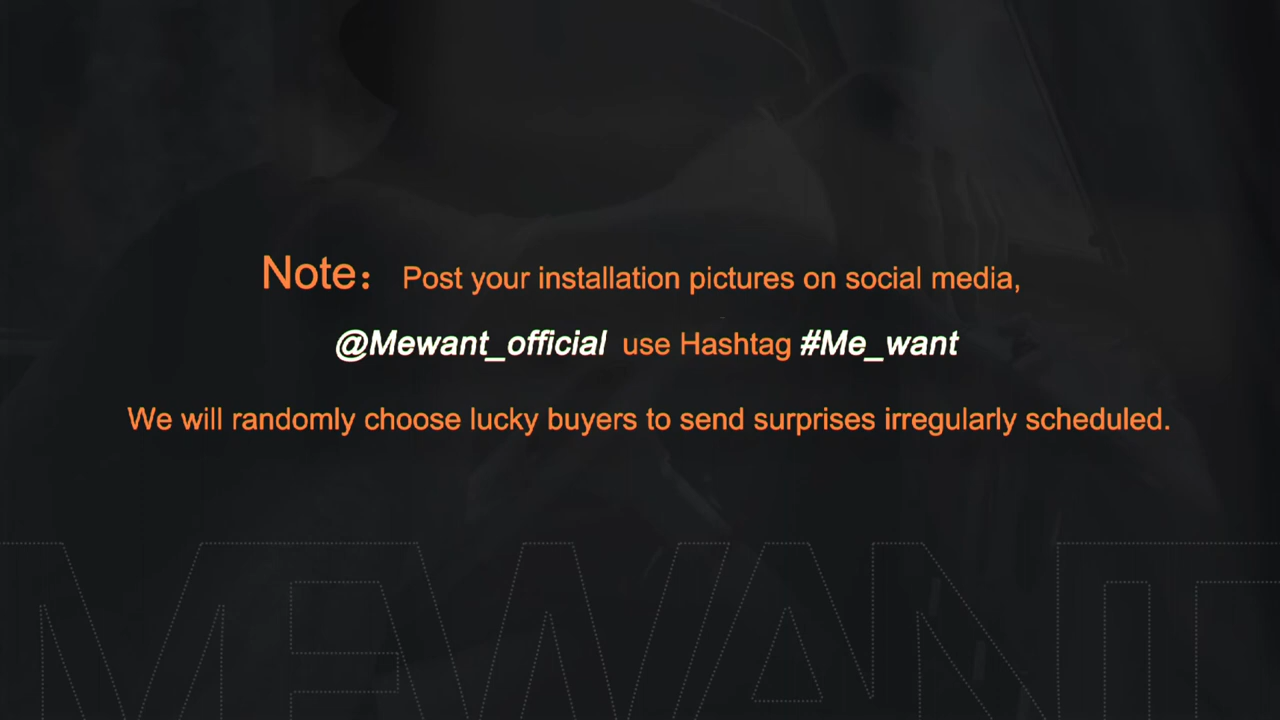 Note： Post your installation pictures on social media,
@Mewant_official use Hashtag #Me_want
We will randomly choose lucky buyers to send surprises irregularly scheduled.
MEWANT